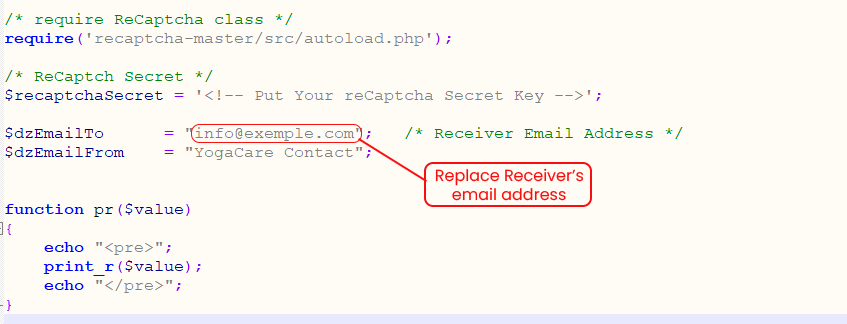 /* require ReCaptcha class */
require('recaptcha-master/src/autoload.php');
/* ReCaptch Secret */
$recaptchaSecret = '<!-- Put Your reCaptcha Secret Key -->';
$dzEmailTo      = "info@exemple.com";   /* Receiver Email Address */
$dzEmailFrom    = "YogaCare Contact";
Replace Receiver's
email address
function pr($value)
{
    echo "<pre>";
    print_r($value);
    echo "</pre>";
}